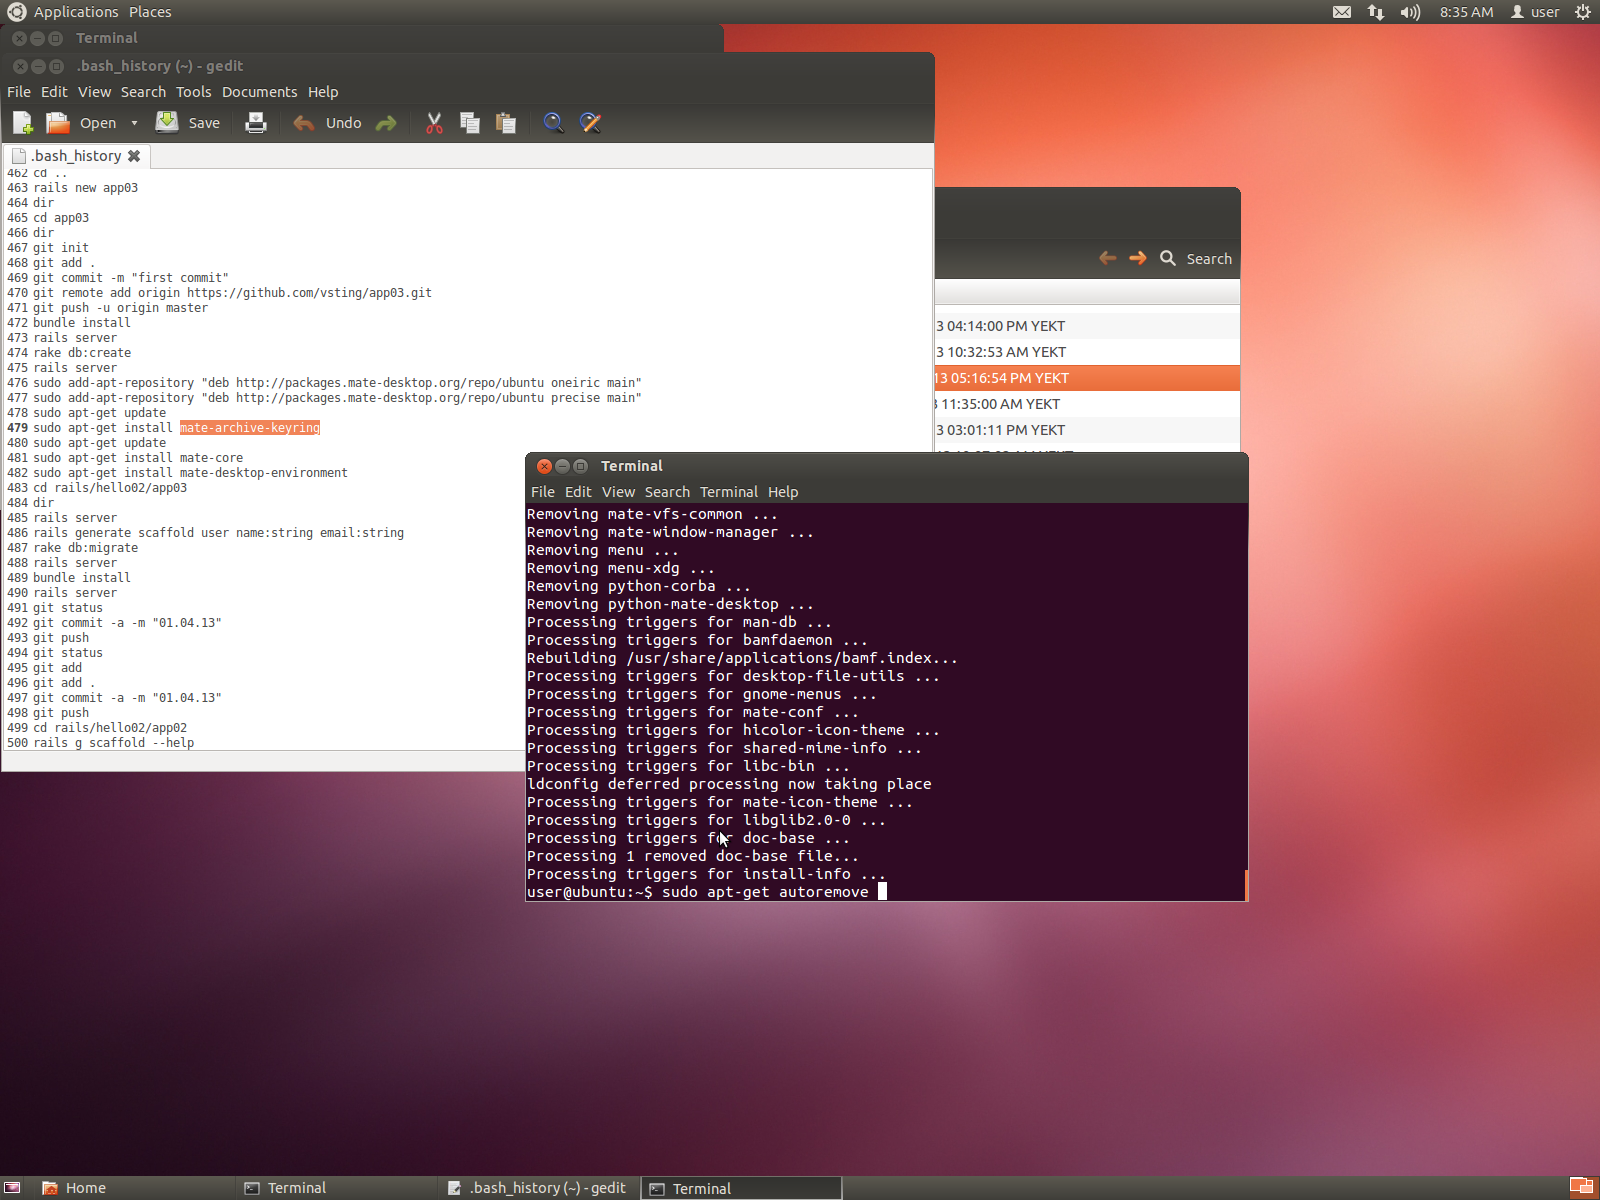 Applications Places
8:35 AM user
Terminal
.bash_history (~) - gedit
File Edit View Search Tools Documents Help
Open Save Undo
.bash_history
462 cd ..
463 rails new app03
464 dir
465 cd app03
466 dir
467 git init
468 git add .
469 git commit -m "first commit"
470 git remote add origin https://github.com/vsting/app03.git
471 git push -u origin master
472 bundle install
473 rails server
474 rake db:create
475 rails server
476 sudo add-apt-repository "deb http://packages.mate-desktop.org/repo/ubuntu oneiric main"
477 sudo add-apt-repository "deb http://packages.mate-desktop.org/repo/ubuntu precise main"
478 sudo apt-get update
479 sudo apt-get install mate-archive-keyring
480 sudo apt-get update
481 sudo apt-get install mate-core
482 sudo apt-get install mate-desktop-environment
483 cd rails/hello02/app03
484 dir
485 rails server
486 rails generate scaffold user name:string email:string
487 rake db:migrate
488 rails server
489 bundle install
490 rails server
491 git status
492 git commit -a -m "01.04.13"
493 git push
494 git status
495 git add
496 git add .
497 git commit -a -m "01.04.13"
498 git push
499 cd rails/hello02/app02
500 rails g scaffold --help
Search
3 04:14:00 PM YEKT
3 10:32:53 AM YEKT
13 05:16:54 PM YEKT
3 11:35:00 AM YEKT
3 03:01:11 PM YEKT
Terminal
File Edit View Search Terminal Help
Removing mate-vfs-common ...
Removing mate-window-manager ...
Removing menu ...
Removing menu-xdg ...
Removing python-corba ...
Removing python-mate-desktop ...
Processing triggers for man-db ...
Processing triggers for bamfdaemon ...
Rebuilding /usr/share/applications/bamf.index...
Processing triggers for desktop-file-utils ...
Processing triggers for gnome-menus ...
Processing triggers for mate-conf ...
Processing triggers for hicolor-icon-theme ...
Processing triggers for shared-mime-info ...
Processing triggers for libc-bin ...
ldconfig deferred processing now taking place
Processing triggers for mate-icon-theme ...
Processing triggers for libglib2.0-0 ...
Processing triggers for doc-base ...
Processing 1 removed doc-base file...
Processing triggers for install-info ...
user@ubuntu:~$ sudo apt-get autoremove
Home Terminal .bash_history (~) - gedit Terminal